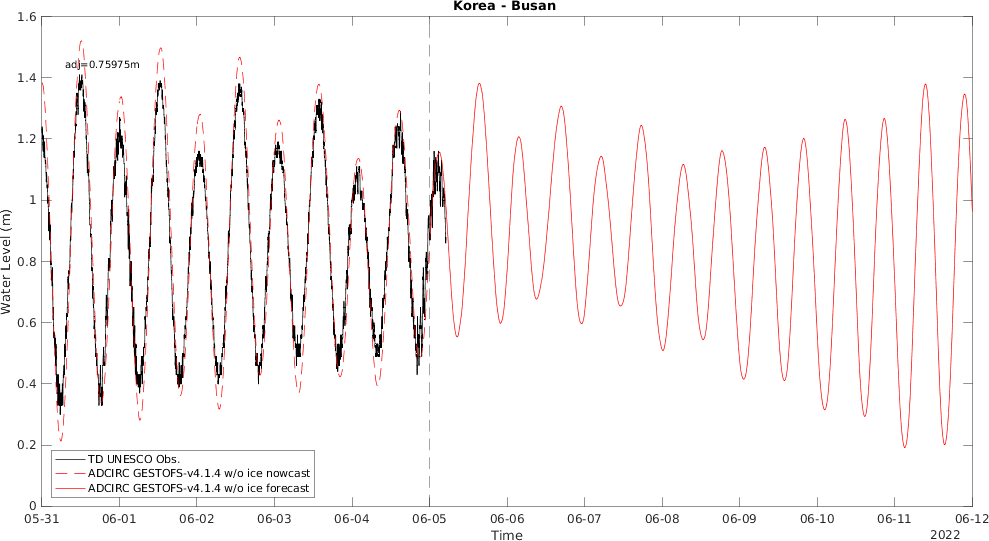 Korea - Busan
adj=0.75975m
Water Level (m)
1.6
1.4
1.2
1
0.8
0.6
0.4
0.2
0
TD UNESCO Obs.
ADCIRC GESTOFS-v4.1.4 w/o ice nowcast
ADCIRC GESTOFS-v4.1.4 w/o ice forecast
05-31 06-01 06-02 06-03 06-04 06-05 06-06 06-07 06-08 06-09 06-10 06-11 06-12
Time
2022